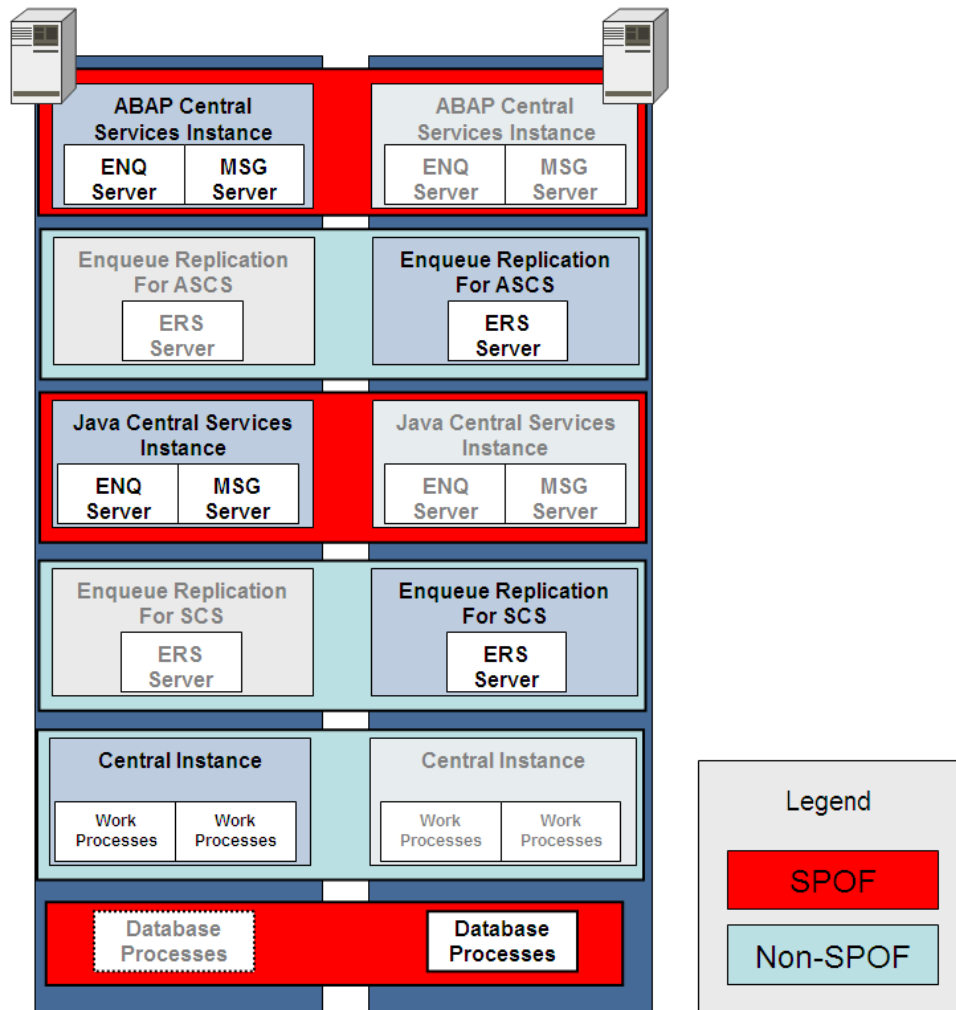 ABAP Central
Services Instance
ENQ
Server
MSG
Server
ABAP Central
Services Instance
ENQ
Server
MSG
Server
Enqueue Replication
For ASCS
ERS
Server
Enqueue Replication
For ASCS
ERS
Server
Java Central Services
Instance
ENQ
Server
MSG
Server
Java Central Services
Instance
ENQ
Server
MSG
Server
Enqueue Replication
For SCS
ERS
Server
Enqueue Replication
For SCS
ERS
Server
Central Instance
Work
Processes
Work
Processes
Central Instance
Work
Processes
Work
Processes
Database
Processes
Database
Processes
Legend
SPOF
Non-SPOF